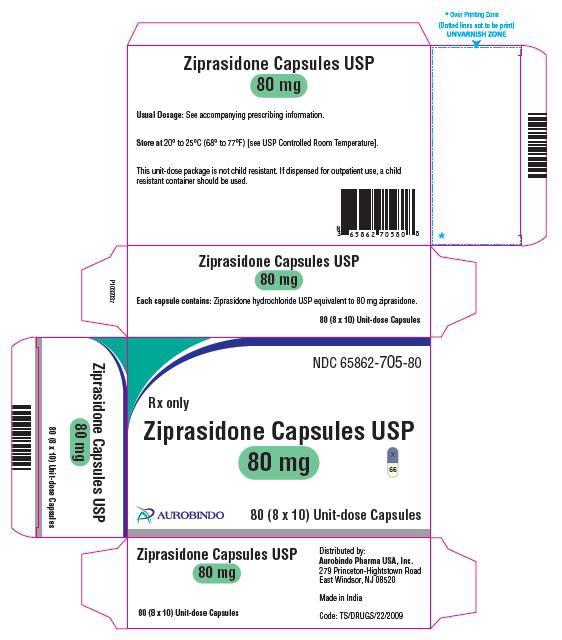 * Over Printing Zone
(Dotted lines not to be print)
UNVARNISH ZONE
Ziprasidone Capsules USP
80 mg
Usual Dosage: See accompanying prescribing information.
Store at 20° to 25°C (68° to 77°F) [see USP Controlled Room Temperature].
This unit-dose package is not child resistant. If dispensed for outpatient use, a child
resistant container should be used.
3 65862 70580 8
*
Ziprasidone Capsules USP
80 mg
Each capsule contains: Ziprasidone hydrochloride USP equivalent to 80 mg ziprasidone.
80 (8 x 10) Unit-dose Capsules
Ziprasidone Capsules USP
80 mg
80 (8 x 10) Unit-dose Capsules
NDC 65862-705-80
Rx only
Ziprasidone Capsules USP
80 mg
X
66
AUROBINDO
80 (8 x 10) Unit-dose Capsules
Ziprasidone Capsules USP
80 mg
80 (8 x 10) Unit-dose Capsules
Distributed by:
Aurobindo Pharma USA, Inc.
279 Princeton-Hightstown Road
East Windsor, NJ 08520
Made in India
Code: TS/DRUGS/22/2009